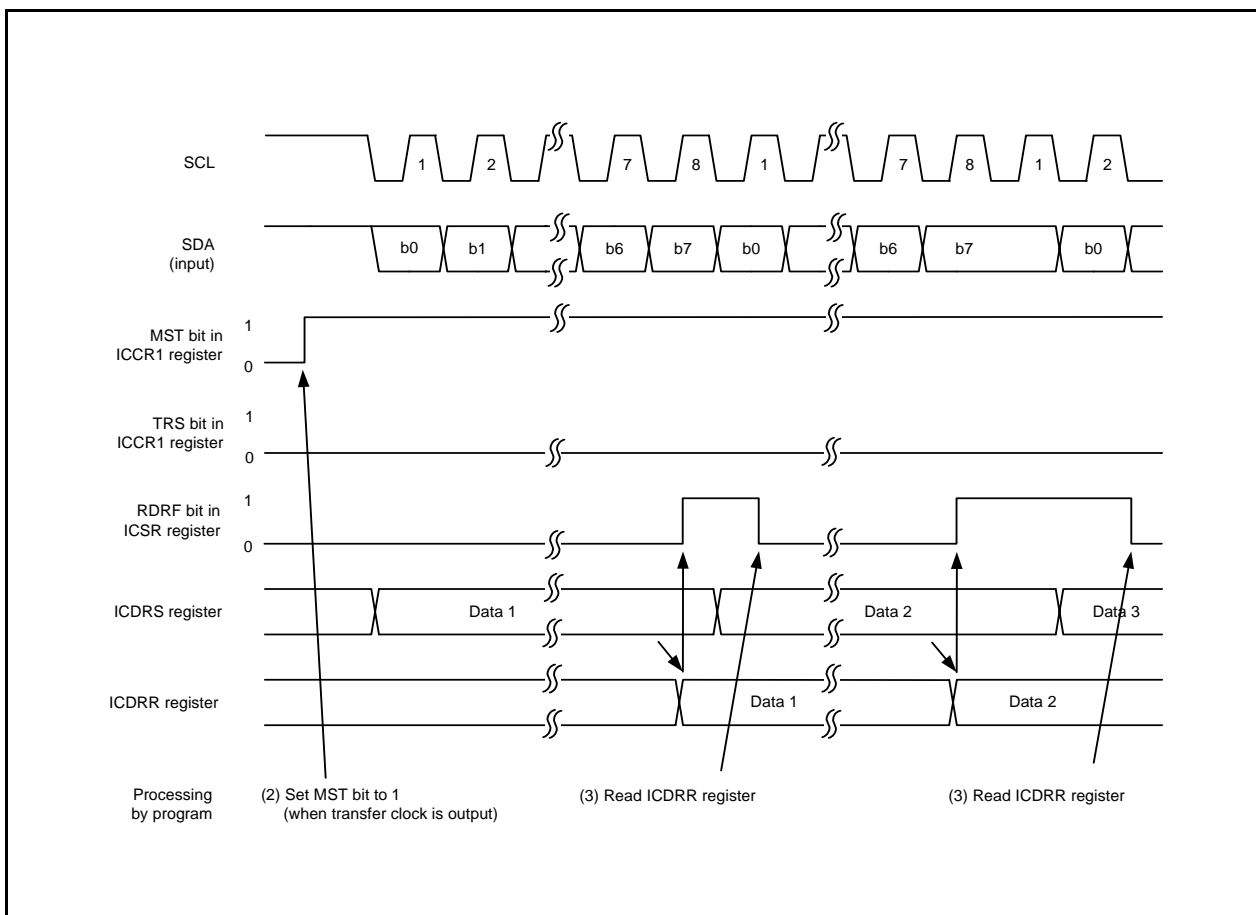 SCL
1 2 7 8 1 7 8 1 2
SDA
(input)
b0 b1 b6 b7 b0 b6 b7 b0
MST bit in
ICCR1 register
1
0
TRS bit in
ICCR1 register
1
0
RDRF bit in
ICSR register
1
0
ICDRS register
Data 1 Data 2 Data 3
ICDRR register
Data 1 Data 2
Processing
by program
(2) Set MST bit to 1
(when transfer clock is output)
(3) Read ICDRR register
(3) Read ICDRR register